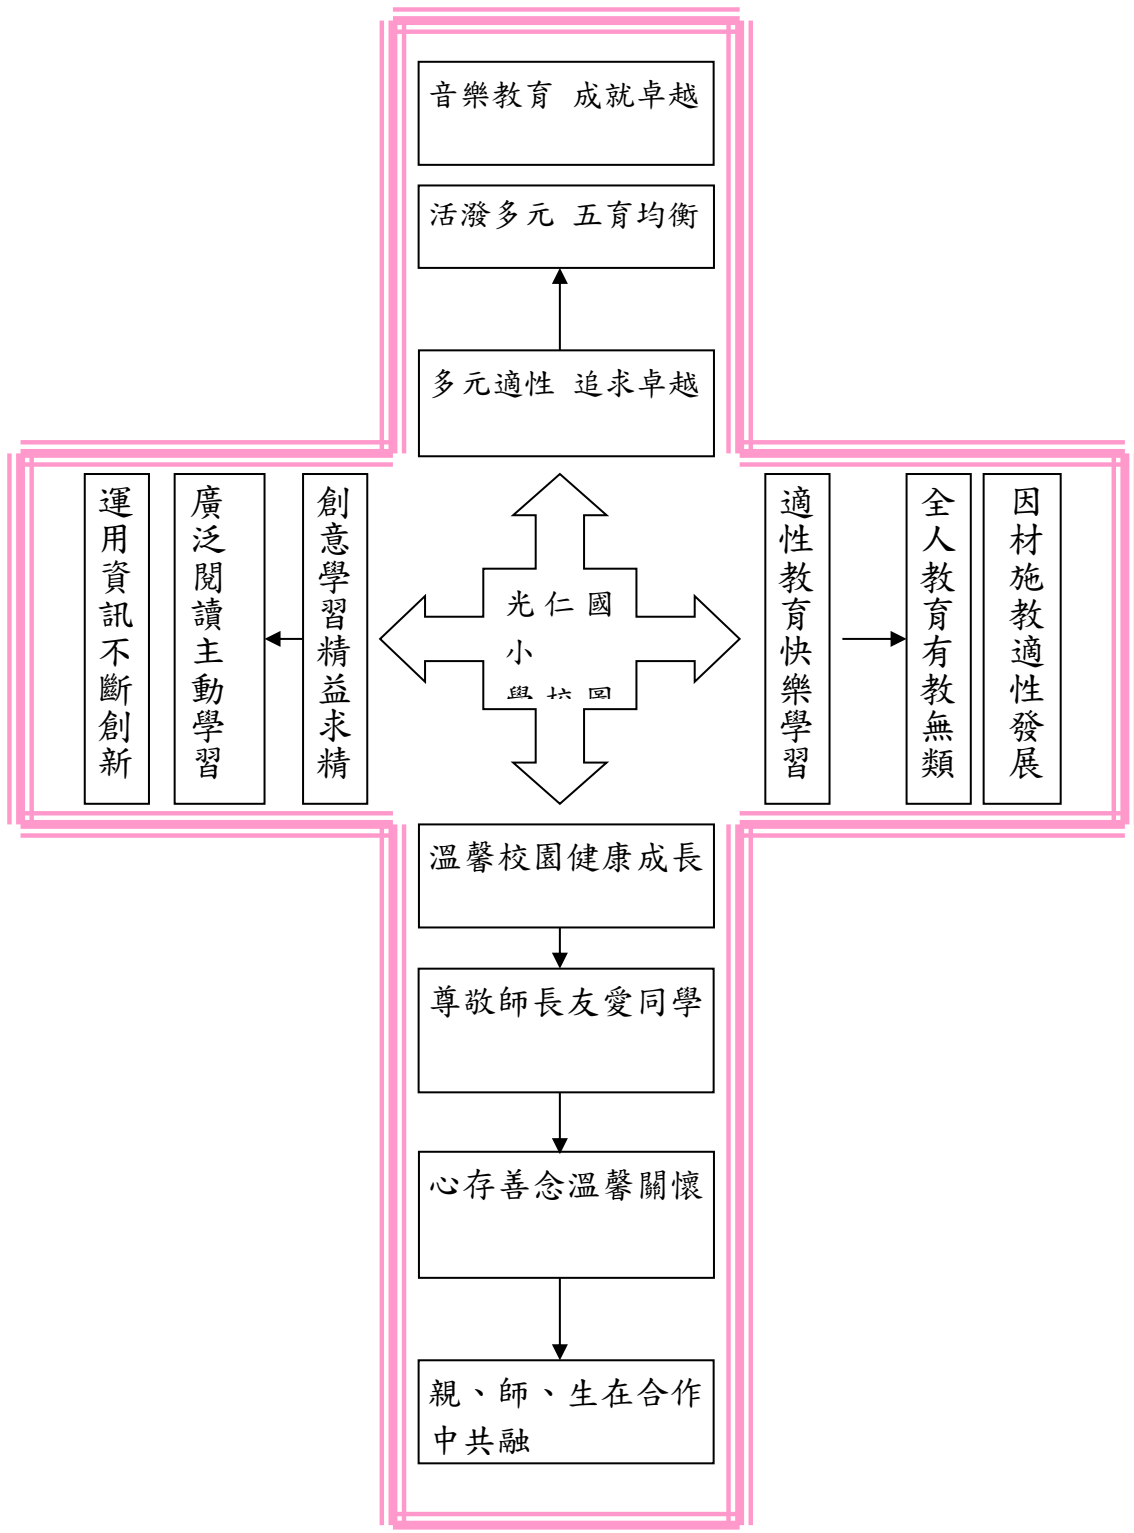 音樂教育 成就卓越
活潑多元 五育均衡
多元適性 追求卓越
運用資訊不斷創新
廣泛閱讀主動學習
創意學習精益求精
光仁國
小
適性教育快樂學習
全人教育有教無類
因材施教適性發展
溫馨校園健康成長
尊敬師長友愛同學
心存善念溫馨關懷
親、師、生在合作
中共融